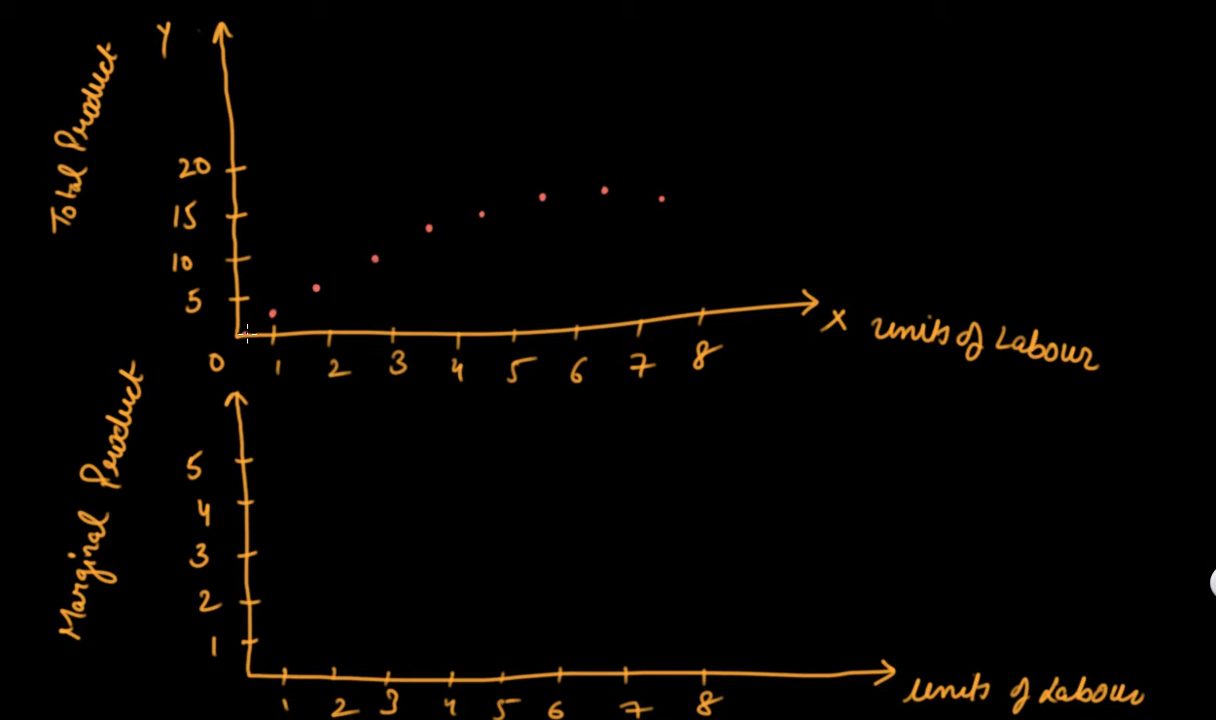 Y
Total Product
20
15
10
5
0 1 2 3 4 5 6 7 8
X units of Labour
Marginal Product
5
4
3
2
1
1 2 3 4 5 6 7 8
units of Labour